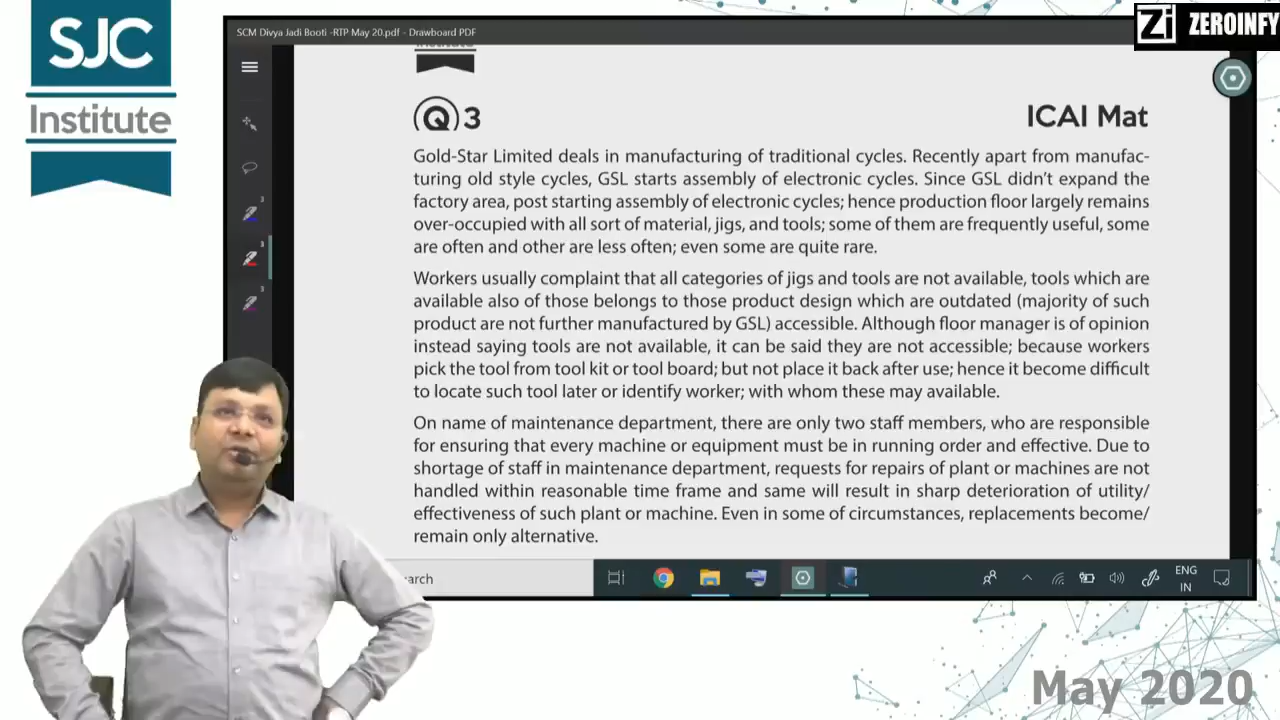 SJC
Institute
SCM Divya Jadi Booti -RTP May 20.pdf - Drawboard PDF
Zi ZEROINFY
Institute
Q 3
ICAI Mat
Gold-Star Limited deals in manufacturing of traditional cycles. Recently apart from manufac-
turing old style cycles, GSL starts assembly of electronic cycles. Since GSL didn't expand the
factory area, post starting assembly of electronic cycles; hence production floor largely remains
over-occupied with all sort of material, jigs, and tools; some of them are frequently useful, some
are often and other are less often; even some are quite rare.
Workers usually complaint that all categories of jigs and tools are not available, tools which are
available also of those belongs to those product design which are outdated (majority of such
product are not further manufactured by GSL) accessible. Although floor manager is of opinion
instead saying tools are not available, it can be said they are not accessible; because workers
pick the tool from tool kit or tool board; but not place it back after use; hence it become difficult
to locate such tool later or identify worker; with whom these may available.
On name of maintenance department, there are only two staff members, who are responsible
for ensuring that every machine or equipment must be in running order and effective. Due to
shortage of staff in maintenance department, requests for repairs of plant or machines are not
handled within reasonable time frame and same will result in sharp deterioration of utility/
effectiveness of such plant or machine. Even in some of circumstances, replacements become/
remain only alternative.
3
3
3
arch
ENG
IN
May 2020